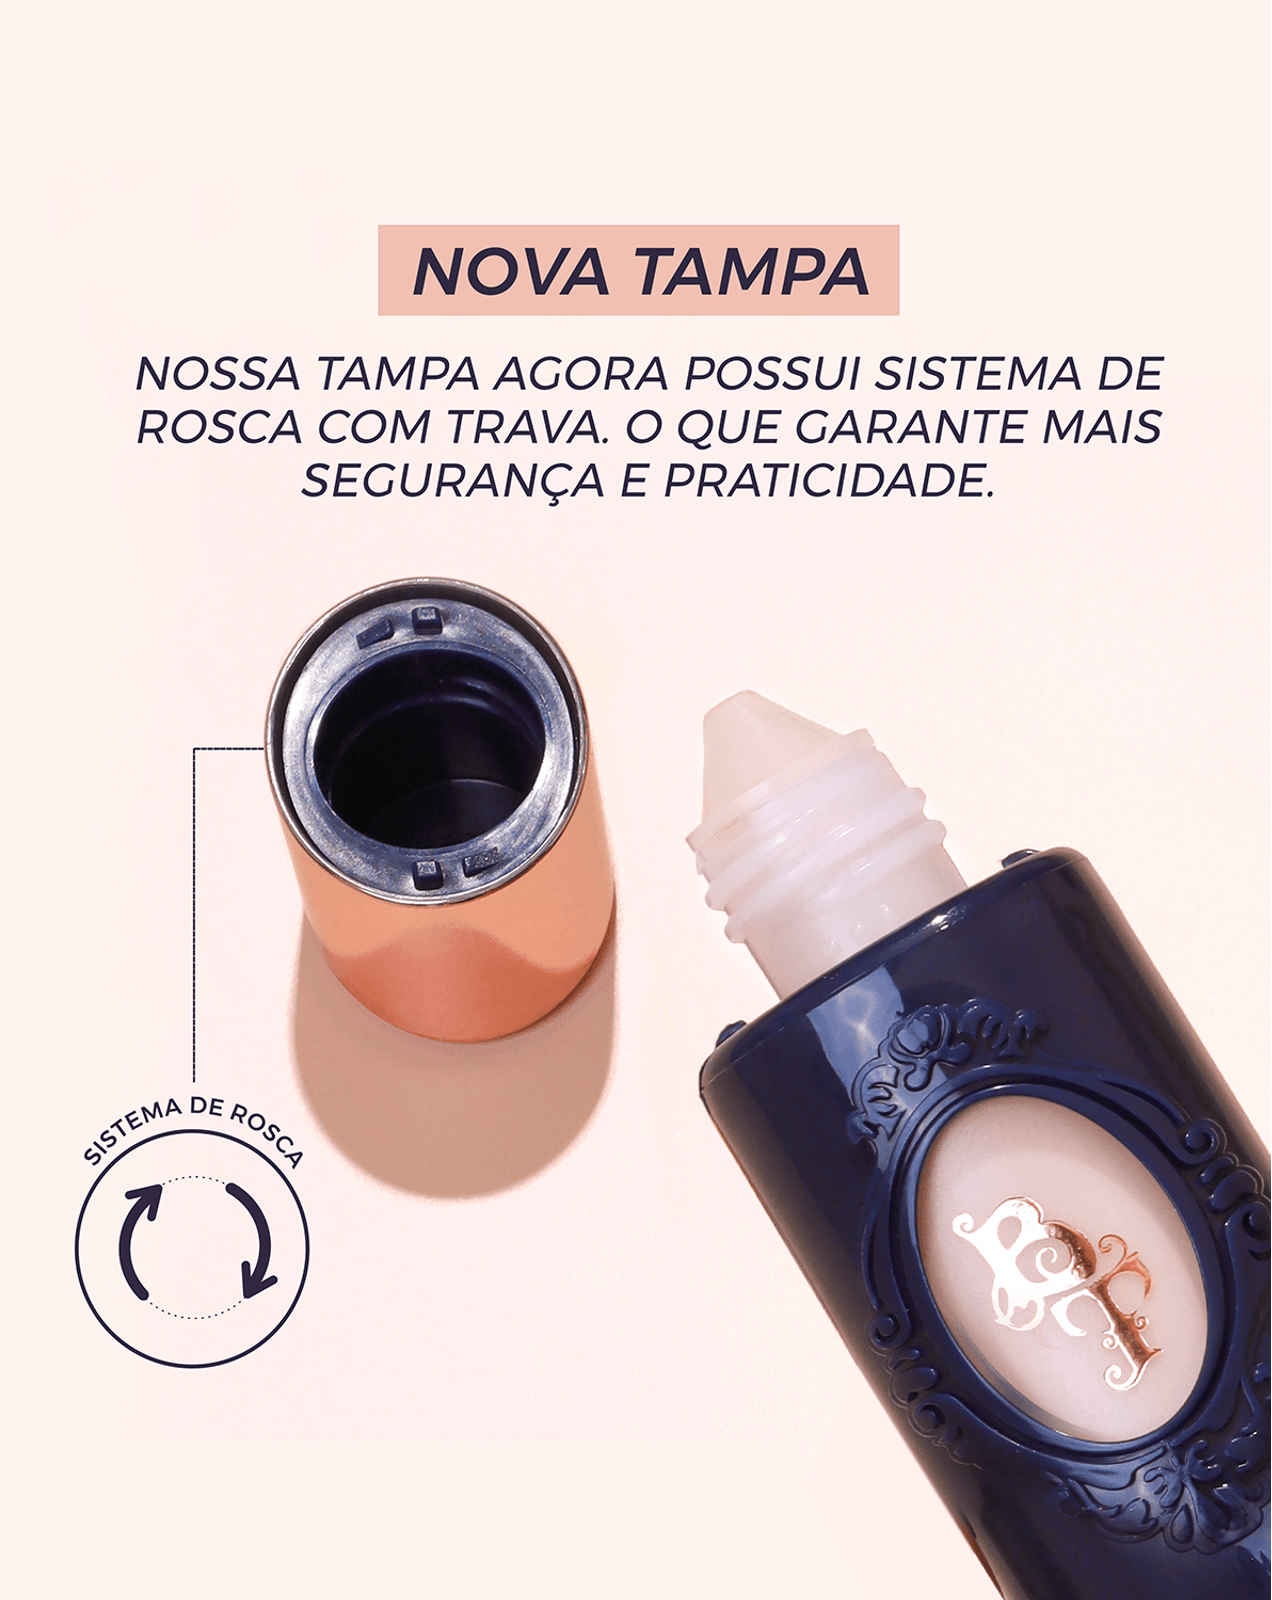 NOVA TAMPA
NOSSA TAMPA AGORA POSSUI SISTEMA DE
ROSCA COM TRAVA. O QUE GARANTE MAIS
SEGURANÇA E PRATICIDADE.
SISTEMA DE ROSCA